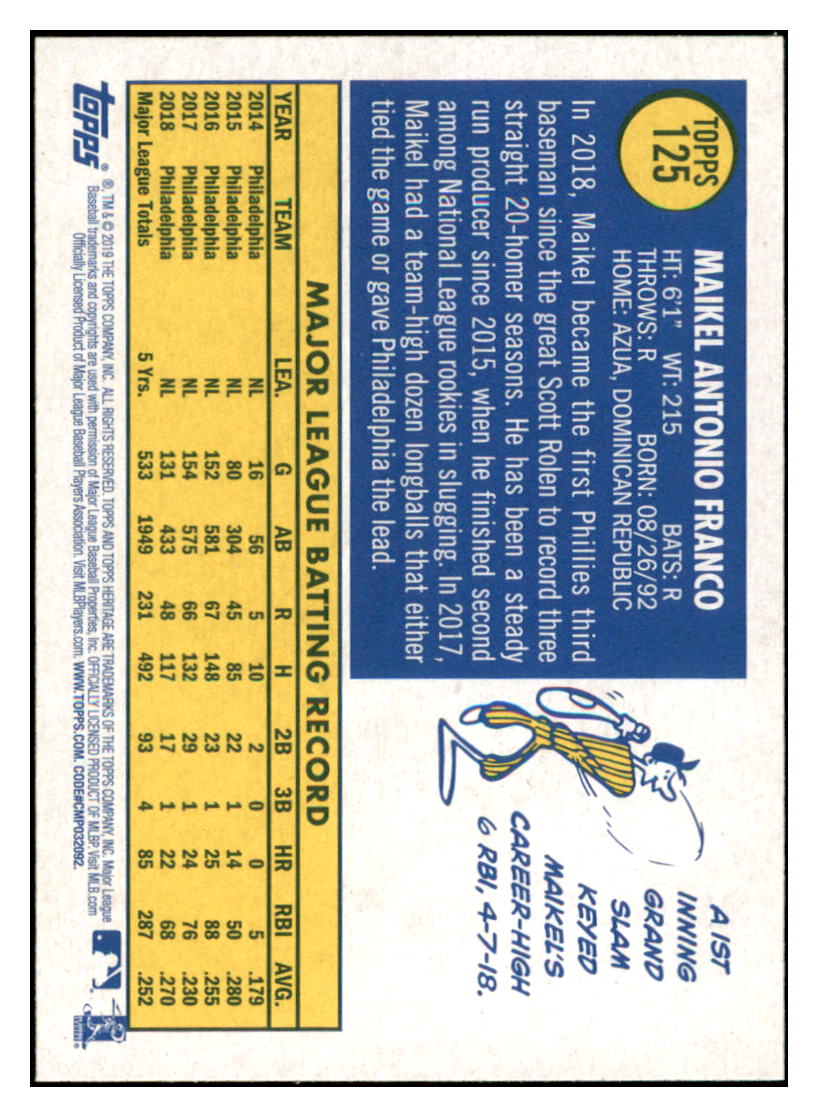 TOPPS
125
MAIKEL ANTONIO FRANCO
HT: 6'1" WT: 215 BATS: R
THROWS: R BORN: 08/26/92
HOME: AZUA, DOMINICAN REPUBLIC
In 2018, Maikel became the first Phillies third
baseman since the great Scott Rolen to record three
straight 20-homer seasons. He has been a steady
run producer since 2015, when he finished second
among National League rookies in slugging. In 2017,
Maikel had a team-high dozen longballs that either
tied the game or gave Philadelphia the lead.
A 1ST
INNING
GRAND
SLAM
KEYED
MAIKEL'S
CAREER-HIGH
6 RBI, 4-7-18.
MAJOR LEAGUE BATTING RECORD
YEAR TEAM LEA. G AB R H 2B 3B HR RBI AVG.
2014 Philadelphia NL 16 56 5 10 2 0 0 5 .179
2015 Philadelphia NL 80 304 45 85 22 1 14 50 .280
2016 Philadelphia NL 152 581 67 148 23 1 25 88 .255
2017 Philadelphia NL 154 575 66 132 29 1 24 76 .230
2018 Philadelphia NL 131 433 48 117 17 1 22 68 .270
Major League Totals 5 Yrs. 533 1949 231 492 93 4 85 287 .252
topps®
®, TM & © 2019 THE TOPPS COMPANY, INC. ALL RIGHTS RESERVED. TOPPS AND TOPPS HERITAGE ARE TRADEMARKS OF THE TOPPS COMPANY, INC. Major League
Baseball trademarks and copyrights are used with permission of Major League Baseball Properties, Inc. OFFICIALLY LICENSED PRODUCT OF MLBP. Visit MLB.com
Officially Licensed Product of Major League Baseball Players Association. Visit MLBPlayers.com. WWW.TOPPS.COM. CODE#CMP032092.